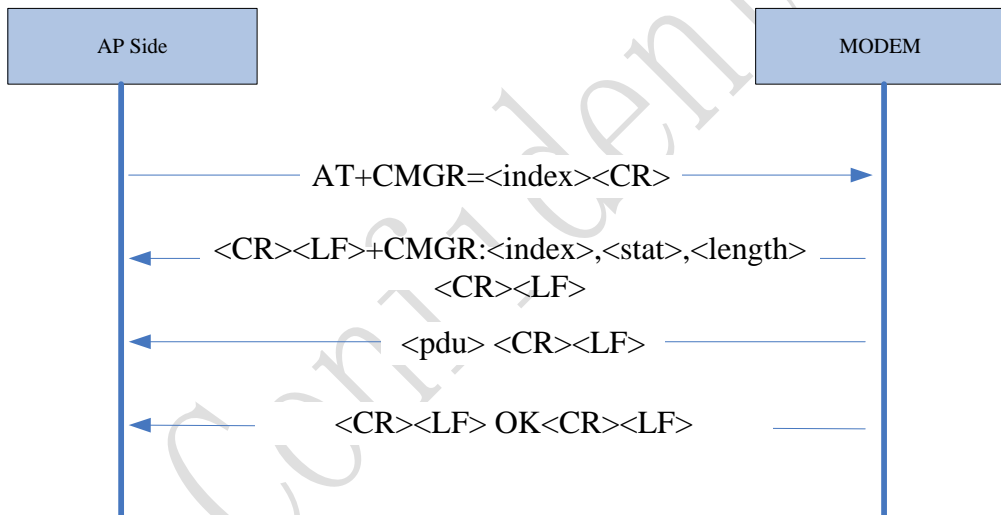 AP Side
MODEM
AT+CMGR=<index><CR>
<CR><LF>+CMGR:<index>,<stat>,<length>
<CR><LF>
<pdu> <CR><LF>
<CR><LF> OK<CR><LF>
Confident